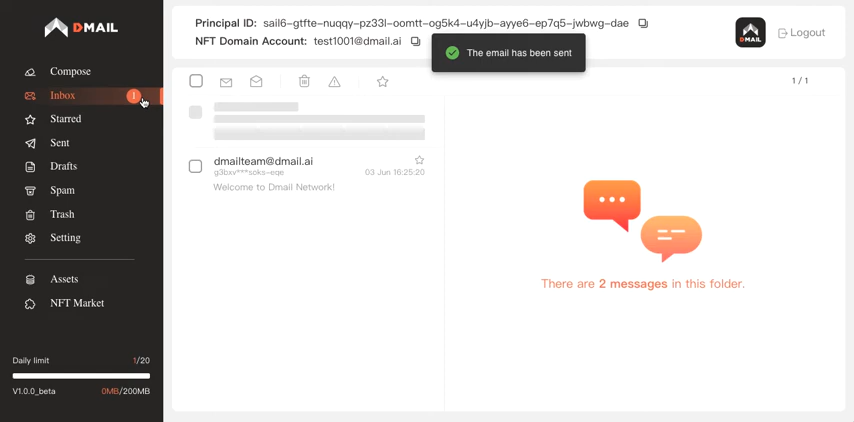 DMAIL
Principal ID: sail6-gtfte-nuqqy-pz33l-oomtt-og5k4-u4yjb-ayye6-ep7q5-jwbwg-dae
NFT Domain Account: test1001@dmail.ai
The email has been sent
DMAIL
Logout
Compose
Inbox
1
Starred
Sent
Drafts
Spam
Trash
Setting
Assets
NFT Market
Daily limit 1/20
V1.0.0_beta 0MB/200MB
1 / 1
dmailteam@dmail.ai
g3bxv***soks-eqe 03 Jun 16:25:20
Welcome to Dmail Network!
There are 2 messages in this folder.